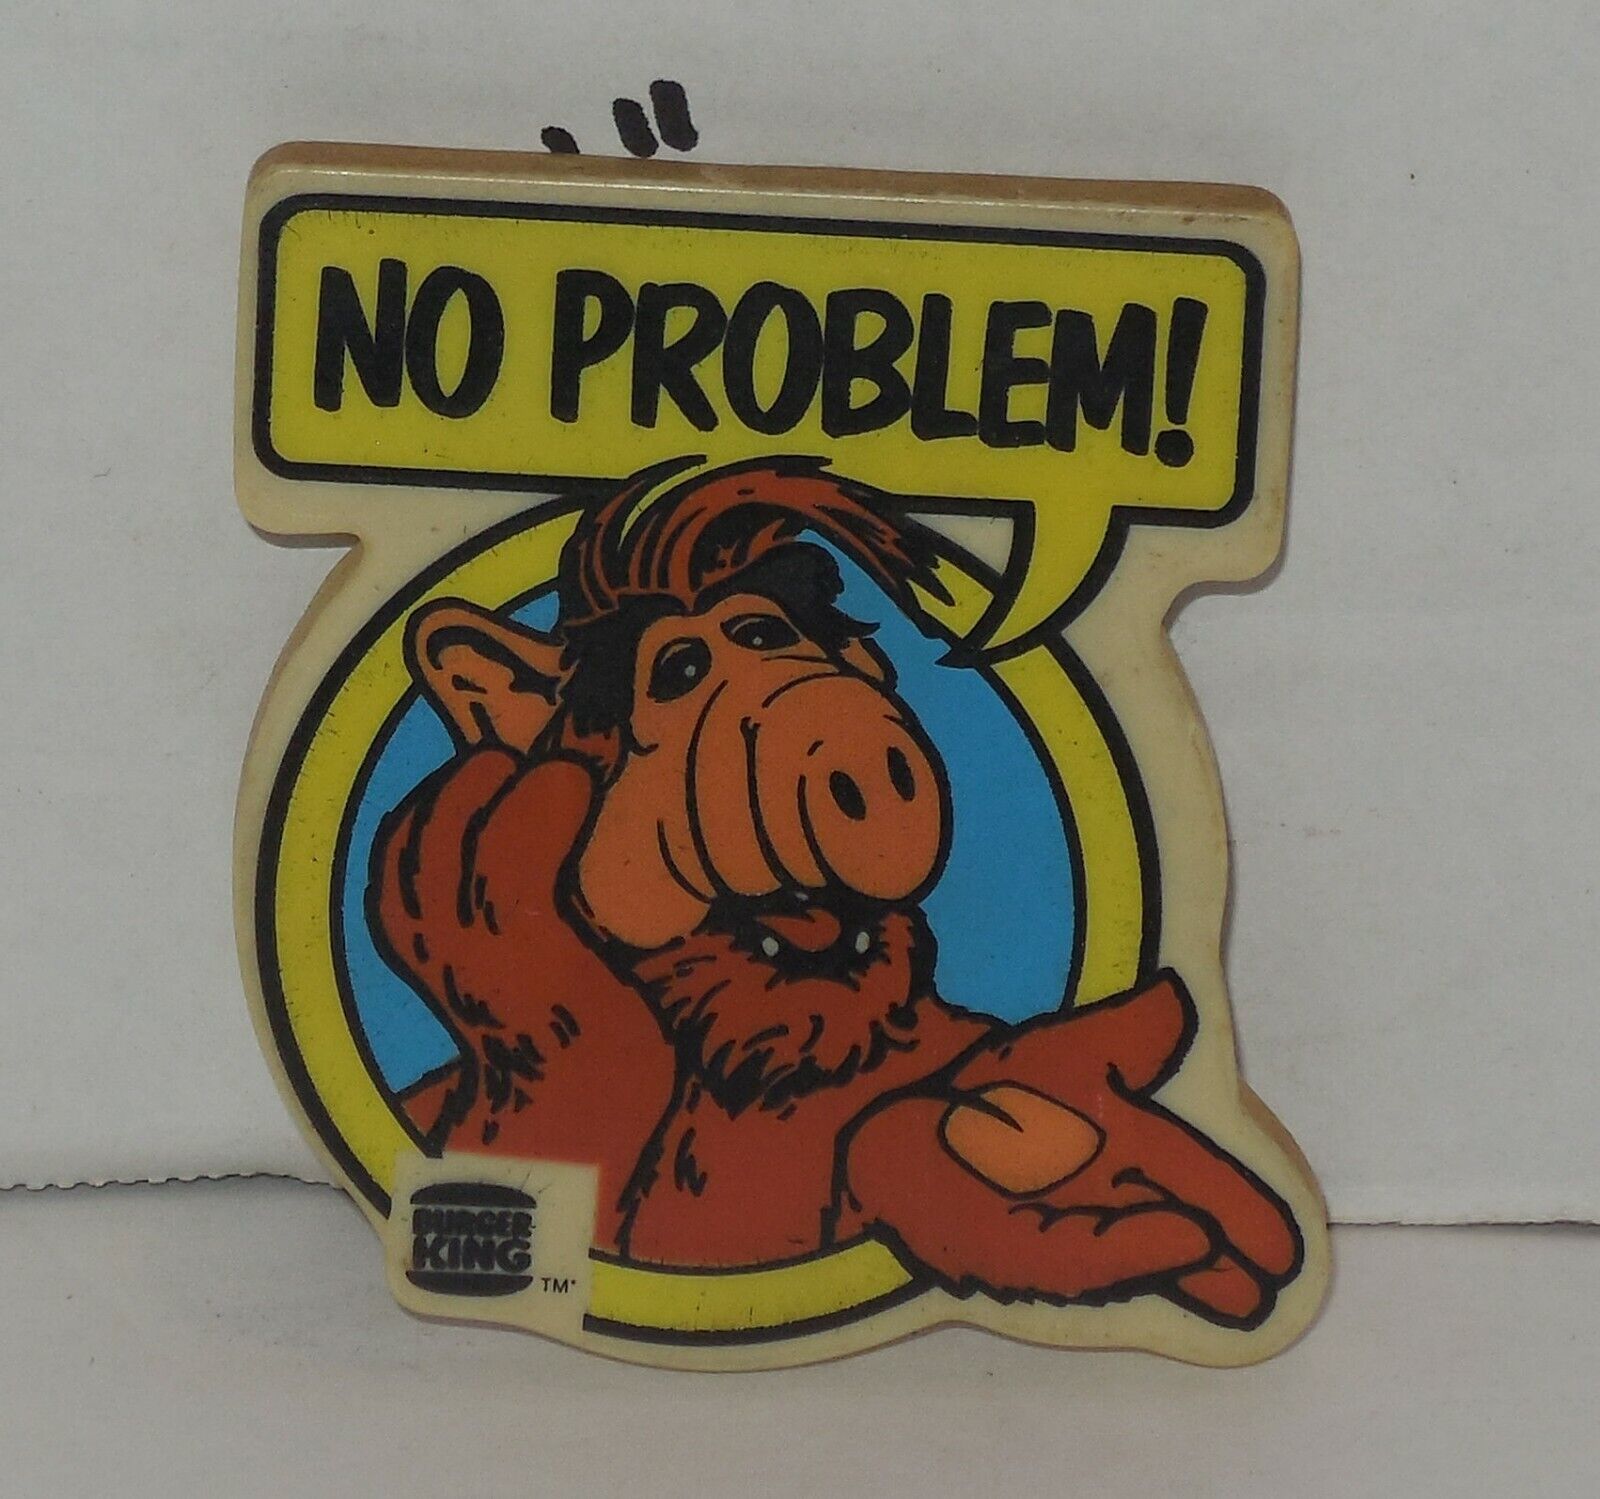 NO PROBLEM!
BURGER
KING
TM*